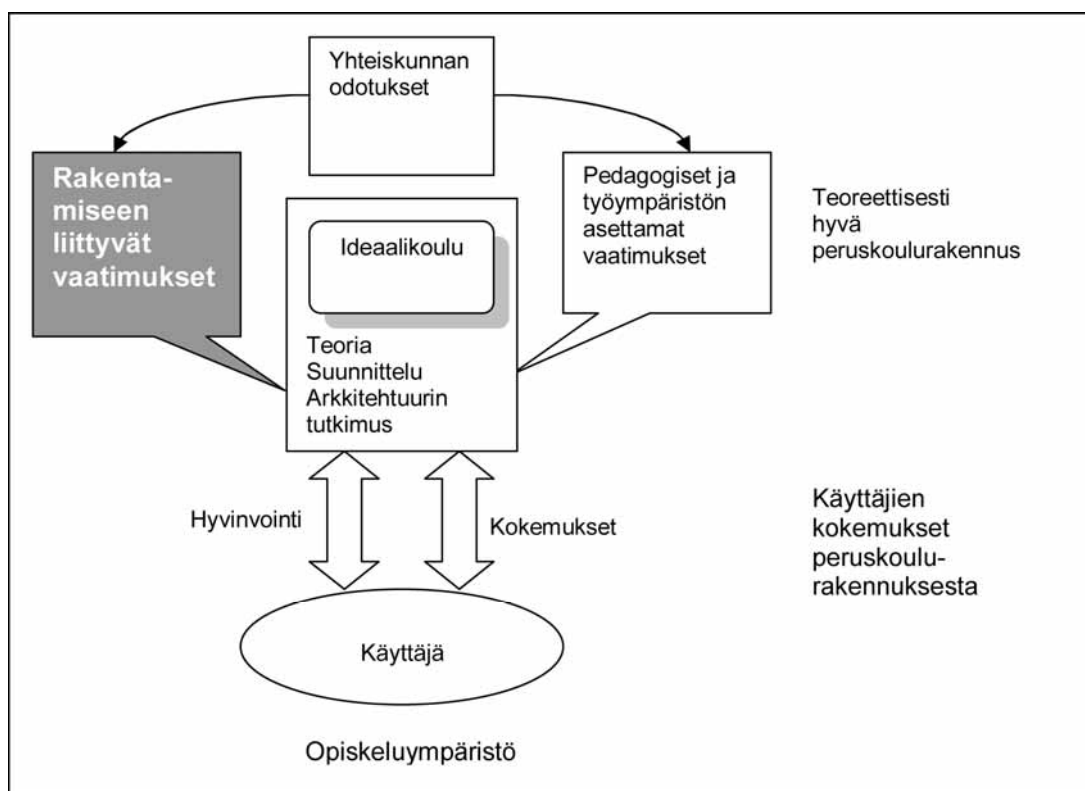 Yhteiskunnan
odotukset
Rakenta-
miseen
liittyvät
vaatimukset
Pedagogiset ja
työympäristön
asettamat
vaatimukset
Teoreettisesti
hyvä
peruskoulurakennus
Ideaalikoulu
Teoria
Suunnittelu
Arkkitehtuurin
tutkimus
Hyvinvointi
Kokemukset
Käyttäjien
kokemukset
peruskoulu-
rakennuksesta
Käyttäjä
Opiskeluympäristö